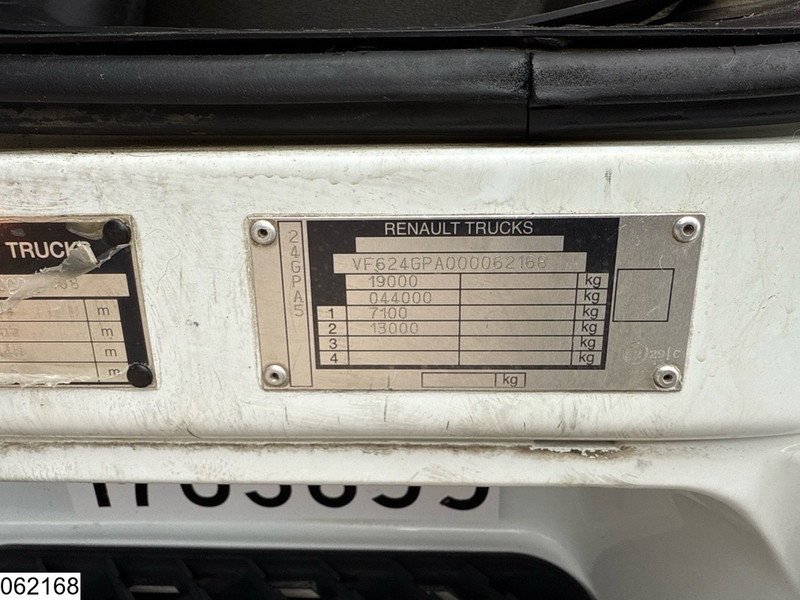 TRUCKS
m
m
m
m
24GPA5
RENAULT TRUCKS
VF624GPA000062168
19000 kg
044000 kg
1 7100 kg
2 13000 kg
3 kg
4 kg
kg
062168